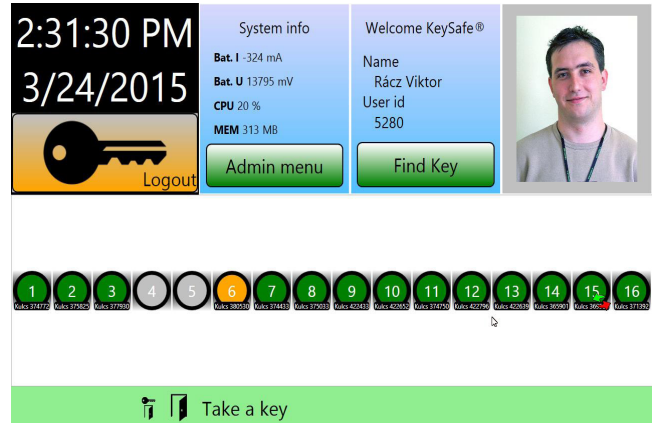 2:31:30 PM
3/24/2015
Logout
System info
Bat. I -324 mA
Bat. U 13795 mV
CPU 20 %
MEM 313 MB
Admin menu
Welcome KeySafe®
Name
Rácz Viktor
User id
5280
Find Key
1 2 3 4 5 6 7 8 9 10 11 12 13 14 15 16
Kulcs 374772 Kulcs 375825 Kulcs 377930 Kulcs 380530 Kulcs 374433 Kulcs 375033 Kulcs 422433 Kulcs 422652 Kulcs 374750 Kulcs 422796 Kulcs 422639 Kulcs 365901 Kulcs Kulcs 371392
Take a key